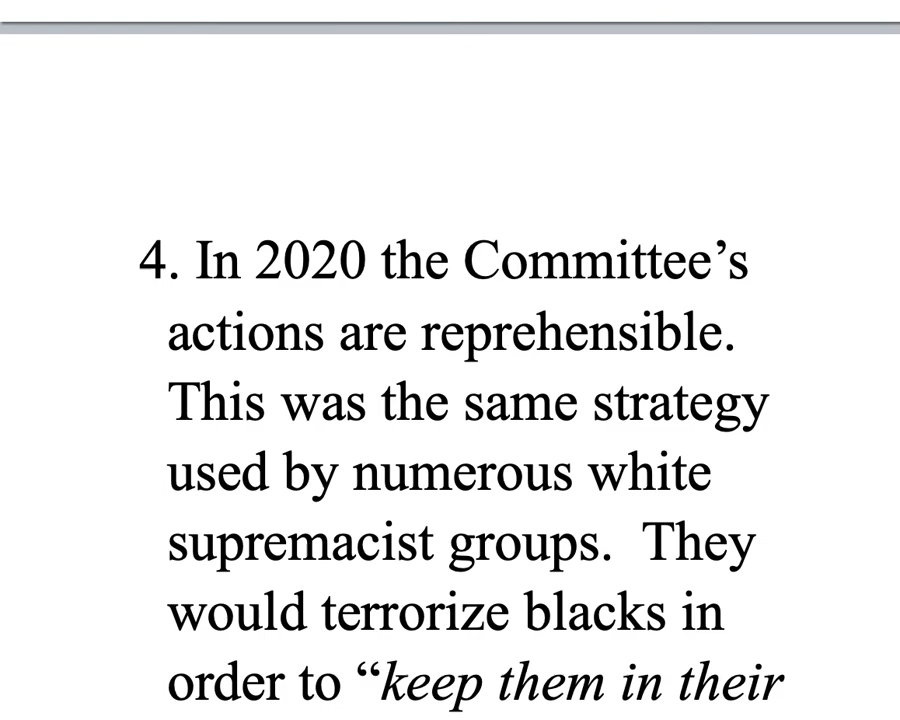 4. In 2020 the Committee’s
actions are reprehensible.
This was the same strategy
used by numerous white
supremacist groups.  They
would terrorize blacks in
order to “keep them in their